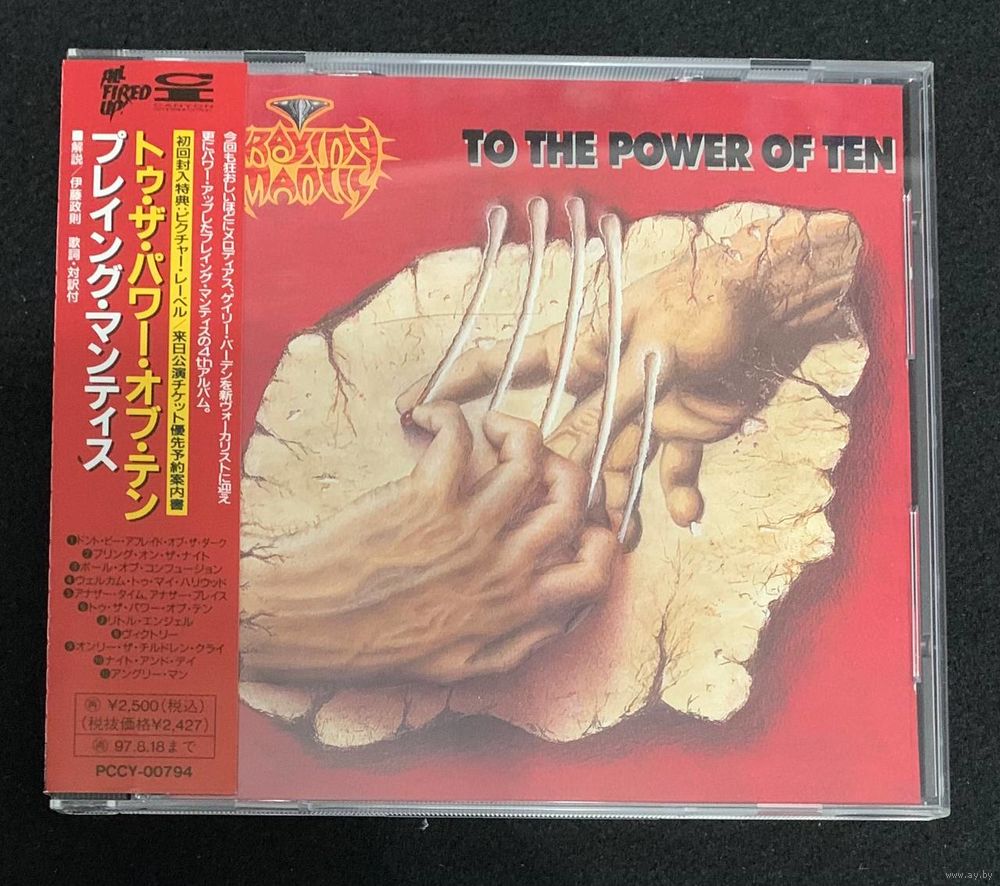 ALL
FIRED
UP!
CANYON
INTERNATIONAL
トゥ・ザ・パワー・オブ・テン
プレイング・マンティス
■解説/伊藤政則 歌詞・対訳付
初回封入特典:ピクチャー・レーベル/来日公演チケット優先予約案内書
今回も狂おしいほどにメロディアス、ゲイリー・バーデンを新ヴォーカリストに迎え
更にパワー・アップしたプレイング・マンティスの4thアルバム。
❶ドント・ビー・アフレイド・オブ・ザ・ダーク
❷ブリング・オン・ザ・ナイト
❸ボール・オブ・コンフュージョン
❹ウェルカム・トゥ・マイ・ハリウッド
❺アナザー・タイム、アナザー・プレイス
❻トゥ・ザ・パワー・オブ・テン
❼リトル・エンジェル
❽ヴィクトリー
❾オンリー・ザ・チルドレン・クライ
❿ナイト・アンド・デイ
⓫アングリー・マン
㋐ ¥2,500(税込)
(税抜価格¥2,427)
㋐ 97.8.18まで
PCCY-00794
PRAYING
MANTIS
TO THE POWER OF TEN
www.ay.by